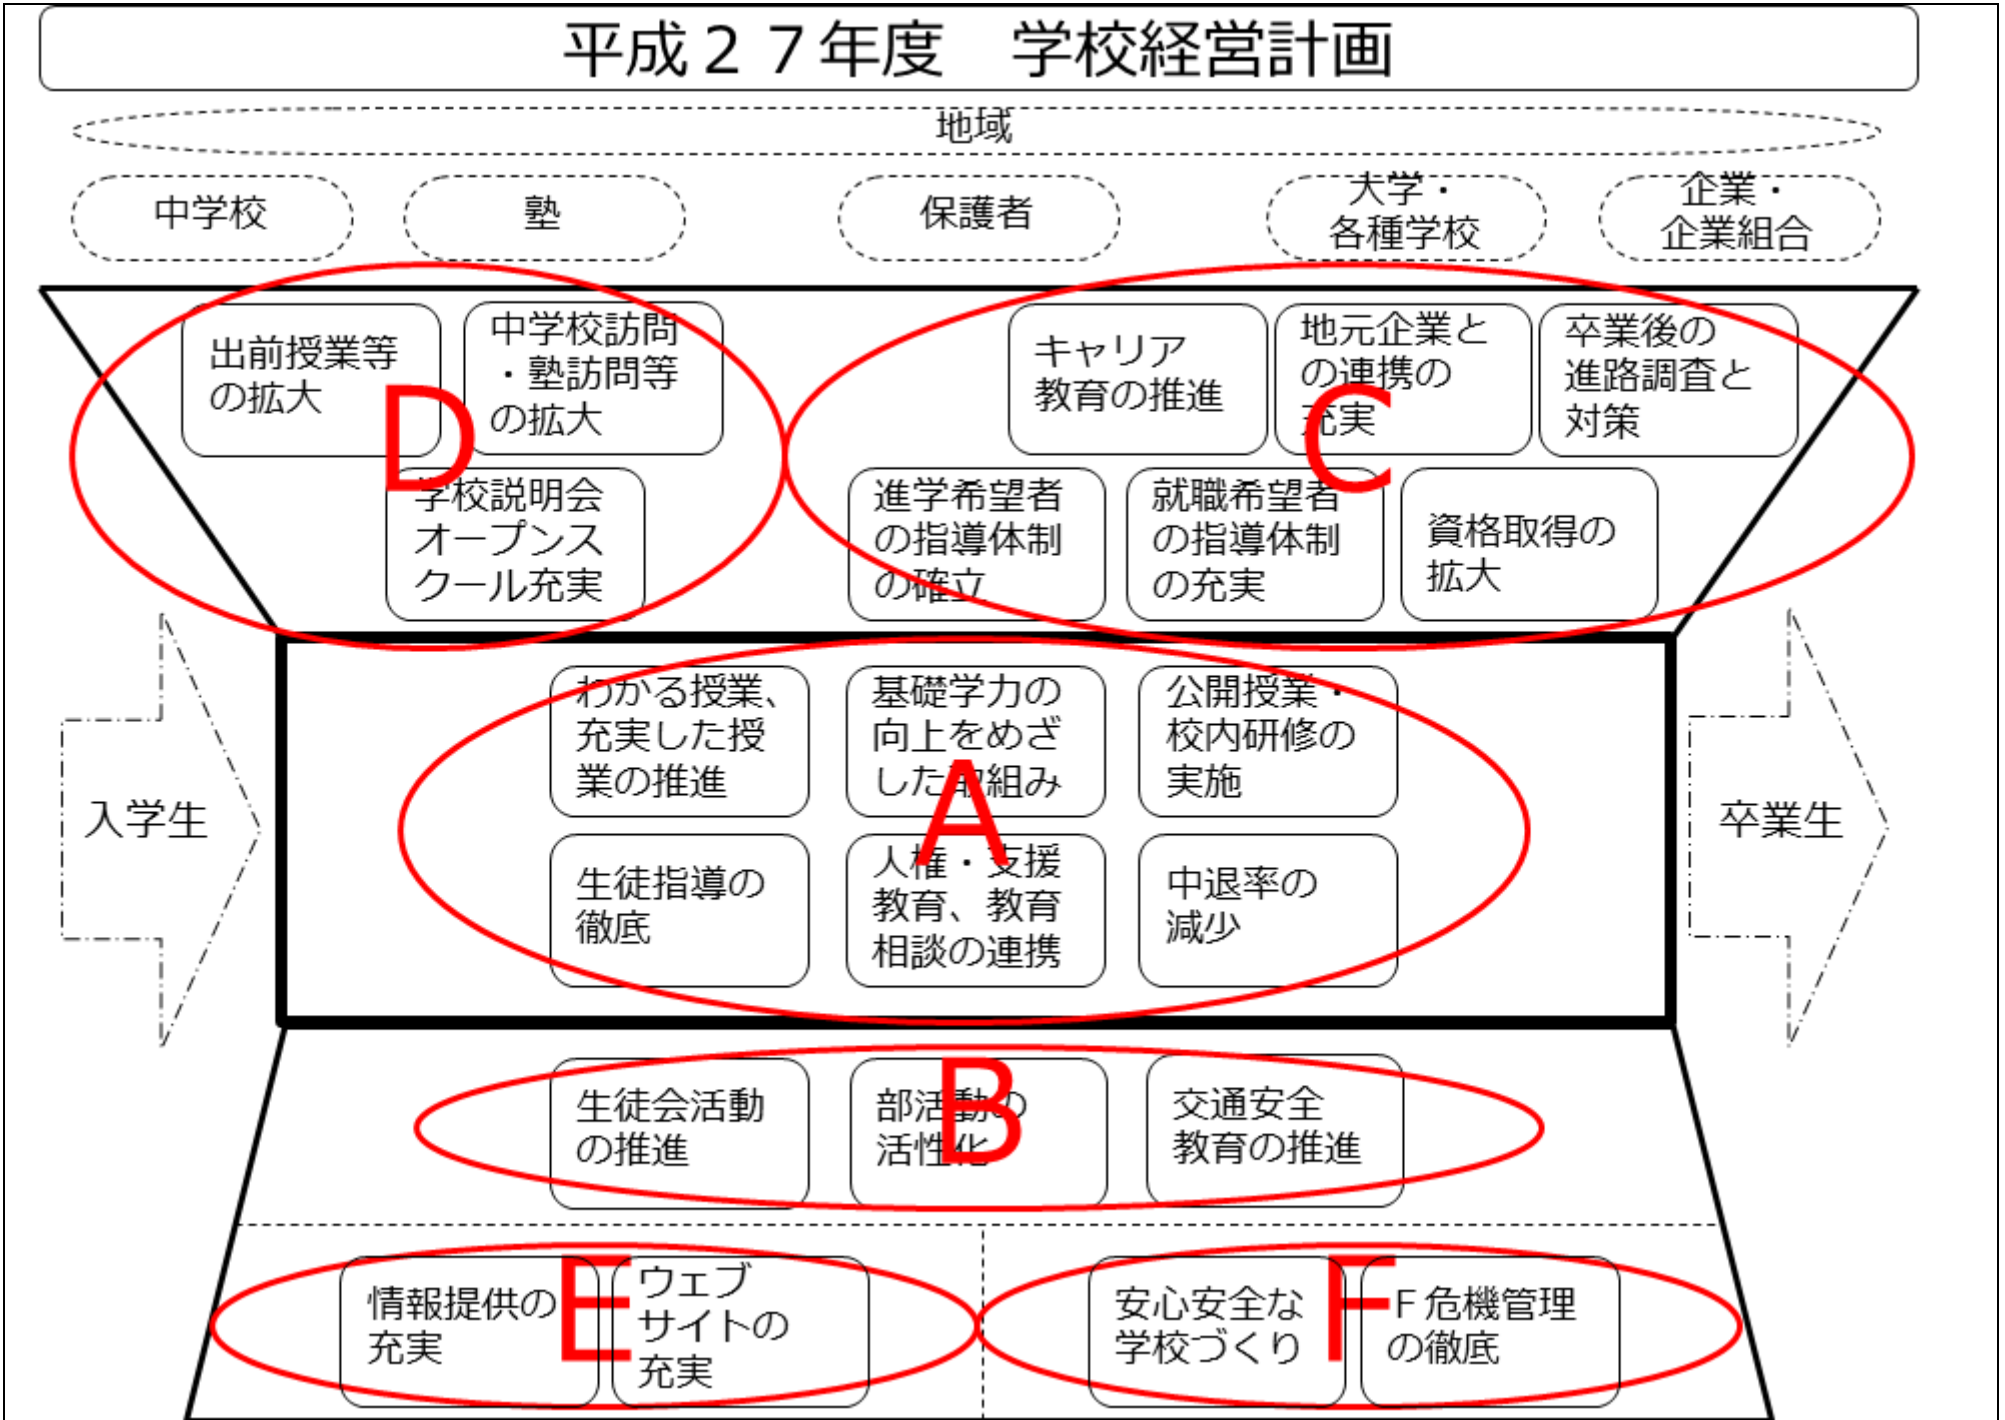 平成２７年度　学校経営計画
地域
中学校
塾
保護者
大学・
各種学校
企業・
企業組合
出前授業等
の拡大
中学校訪問
・塾訪問等
の拡大
D
学校説明会
オープンス
クール充実
キャリア
教育の推進
地元企業と
の連携の
充実
卒業後の
進路調査と
対策
C
進学希望者
の指導体制
の確立
就職希望者
の指導体制
の充実
資格取得の
拡大
入学生
わかる授業、
充実した授
業の推進
基礎学力の
向上をめざ
した取組み
公開授業・
校内研修の
実施
A
生徒指導の
徹底
人権・支援
教育、教育
相談の連携
中退率の
減少
卒業生
B
生徒会活動
の推進
部活動の
活性化
交通安全
教育の推進
E
情報提供の
充実
ウェブ
サイトの
充実
F
安心安全な
学校づくり
Ｆ危機管理
の徹底